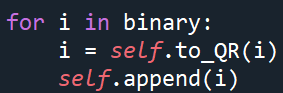 for i in binary:
    i = self.to_QR(i)
    self.append(i)